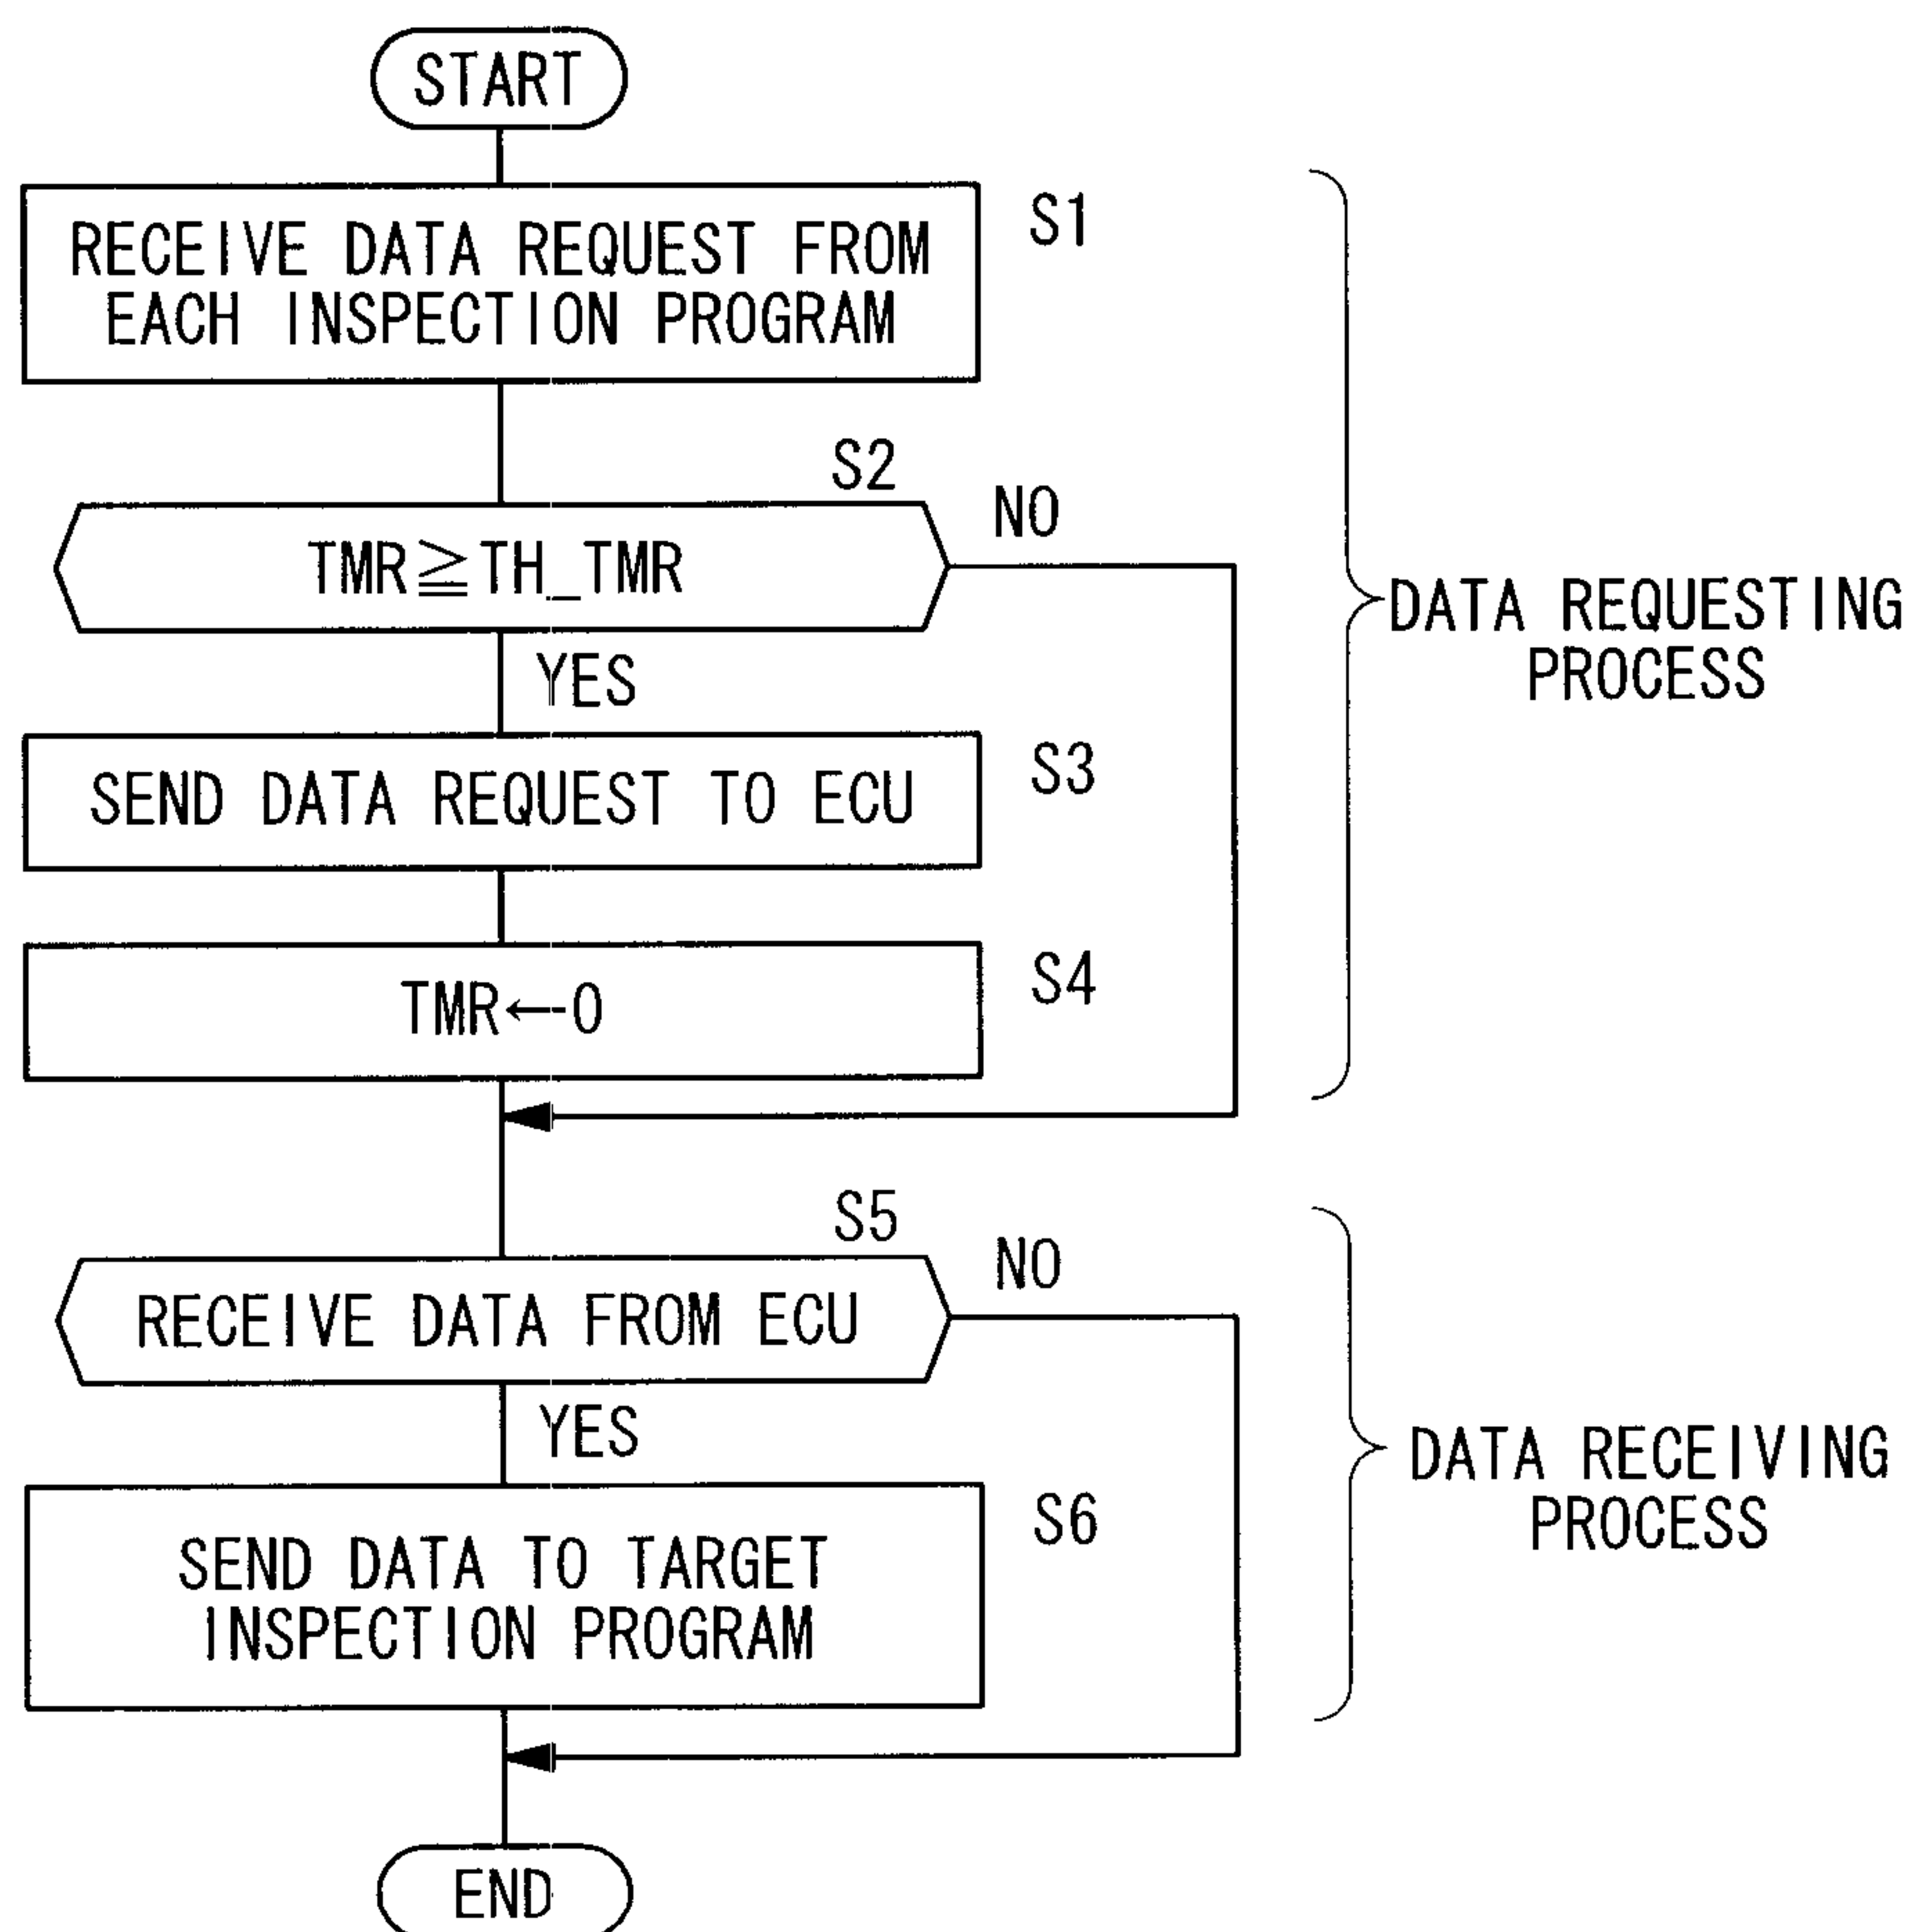 START
RECEIVE DATA REQUEST FROM
EACH INSPECTION PROGRAM
S1
S2
TMR≧TH_TMR
NO
YES
SEND DATA REQUEST TO ECU
S3
TMR←0
S4
DATA REQUESTING
PROCESS
S5
RECEIVE DATA FROM ECU
NO
YES
SEND DATA TO TARGET
INSPECTION PROGRAM
S6
DATA RECEIVING
PROCESS
END